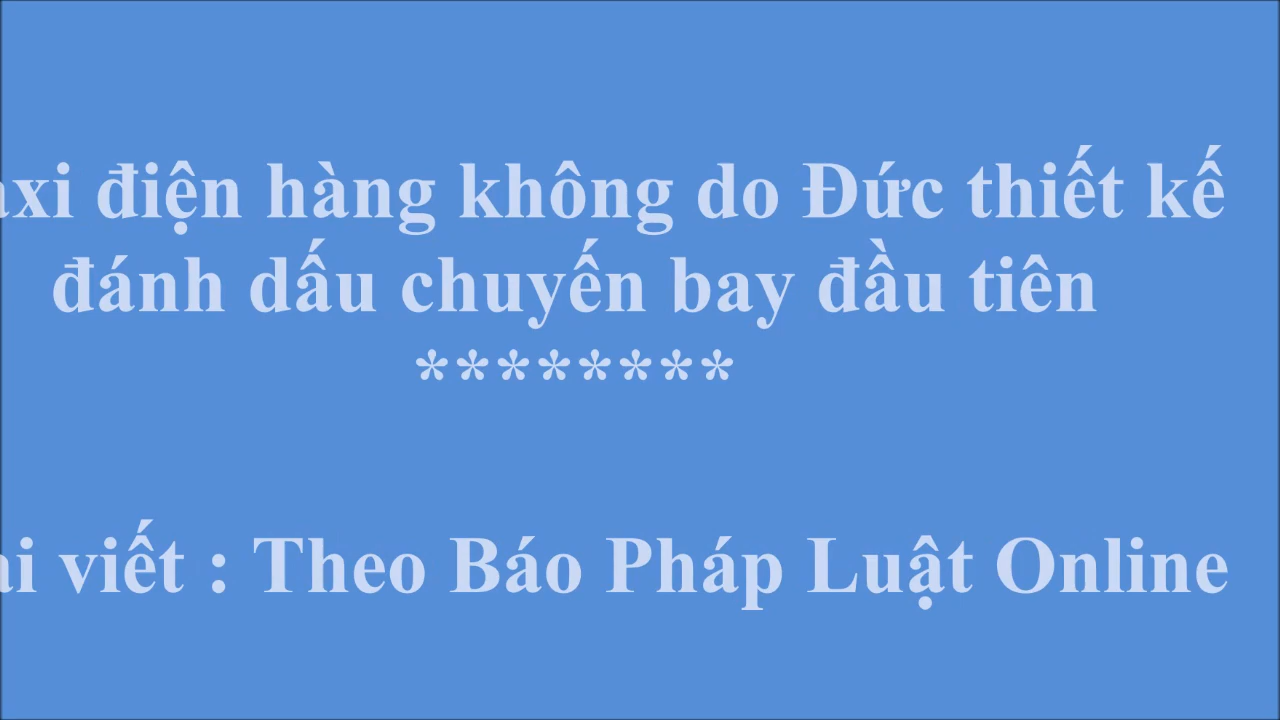 axi điện hàng không do Đức thiết kế
đánh dấu chuyến bay đầu tiên
********
ài viết : Theo Báo Pháp Luật Online